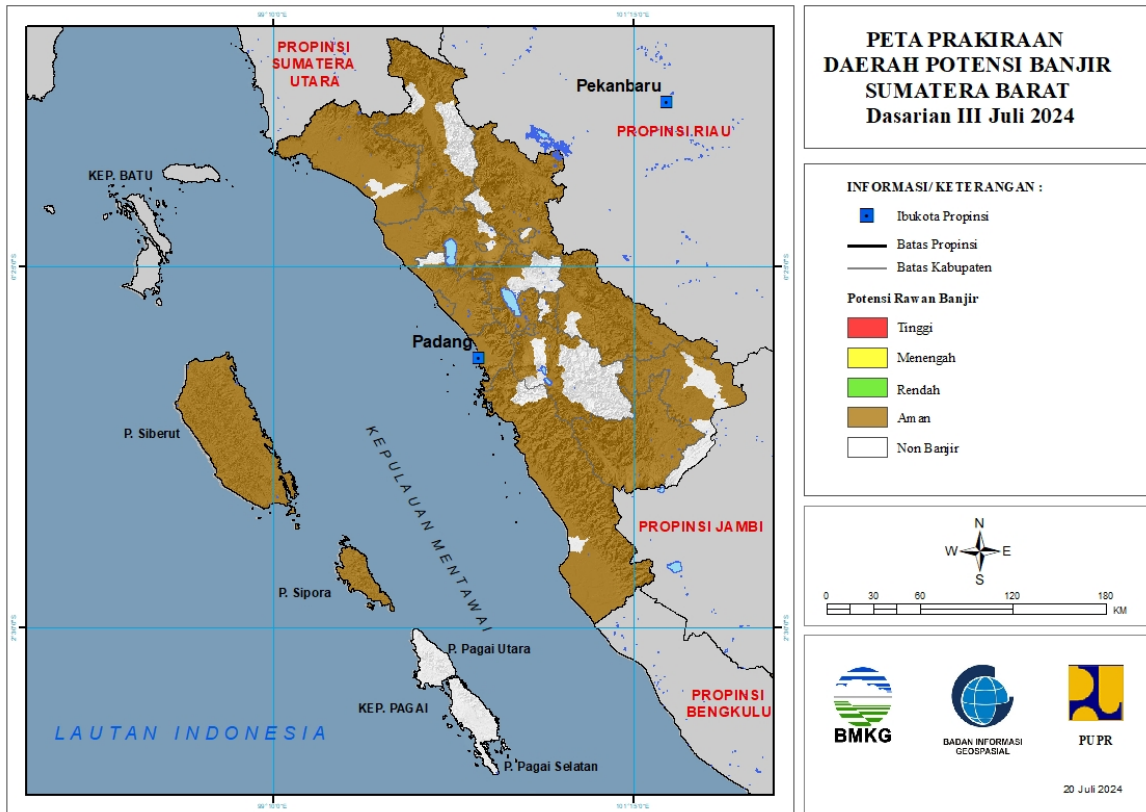 PROPINSI
SUMATERA
UTARA
Pekanbaru
PROPINSI RIAU
KEP. BATU
Padang
P. Siberut
KEPULAUAN MENTAWAI
PROPINSI JAMBI
P. Sipora
P. Pagai Utara
KEP. PAGAI
PROPINSI
BENGKULU
LAUTAN INDONESIA
P. Pagai Selatan
PETA PRAKIRAAN
DAERAH POTENSI BANJIR
SUMATERA BARAT
Dasarian III Juli 2024
INFORMASI/ KETERANGAN :
Ibukota Propinsi
Batas Propinsi
Batas Kabupaten
Potensi Rawan Banjir
Tinggi
Menengah
Rendah
Aman
Non Banjir
N
W E
S
0 30 60 120 180
KM
BMKG
BADAN INFORMASI
GEOSPASIAL
PUPR
20 Juli 2024